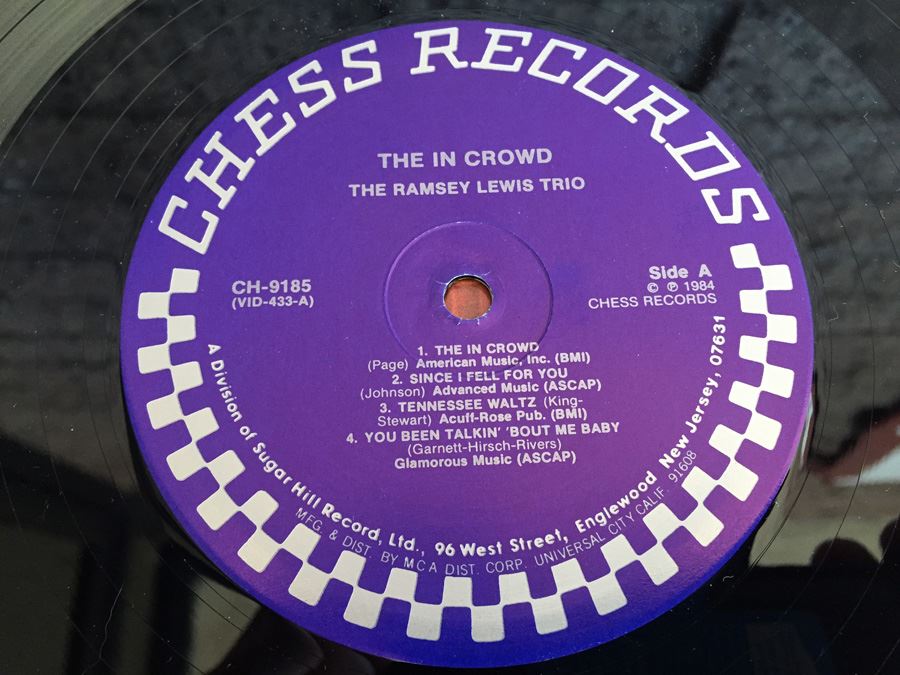 CHESS RECORDS
THE IN CROWD
THE RAMSEY LEWIS TRIO
CH-9185
(VID-433-A)
Side A
© ℗ 1984
CHESS RECORDS
1. THE IN CROWD
(Page) American Music, Inc. (BMI)
2. SINCE I FELL FOR YOU
(Johnson) Advanced Music (ASCAP)
3. TENNESSEE WALTZ (King-
Stewart) Acuff-Rose Pub. (BMI)
4. YOU BEEN TALKIN' 'BOUT ME BABY
(Garnett-Hirsch-Rivers)
Glamorous Music (ASCAP)
A Division of Sugar Hill Record, Ltd., 96 West Street, Englewood New Jersey, 07631
MFG. & DIST. BY MCA DIST. CORP. UNIVERSAL CITY CALIF. 91608